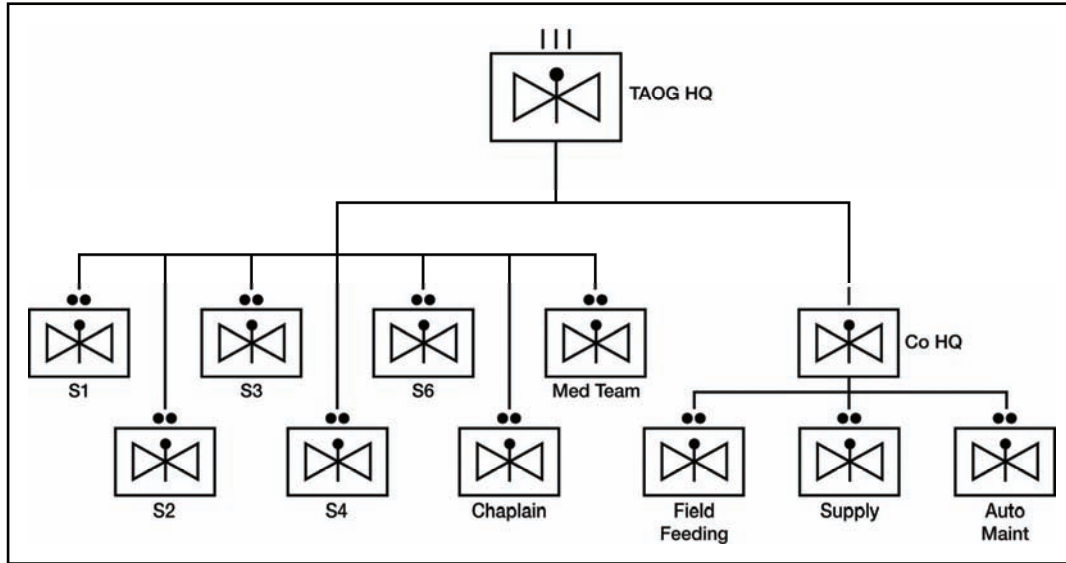 TAOG HQ
S1
S3
S6
Med Team
Co HQ
S2
S4
Chaplain
Field
Feeding
Supply
Auto
Maint